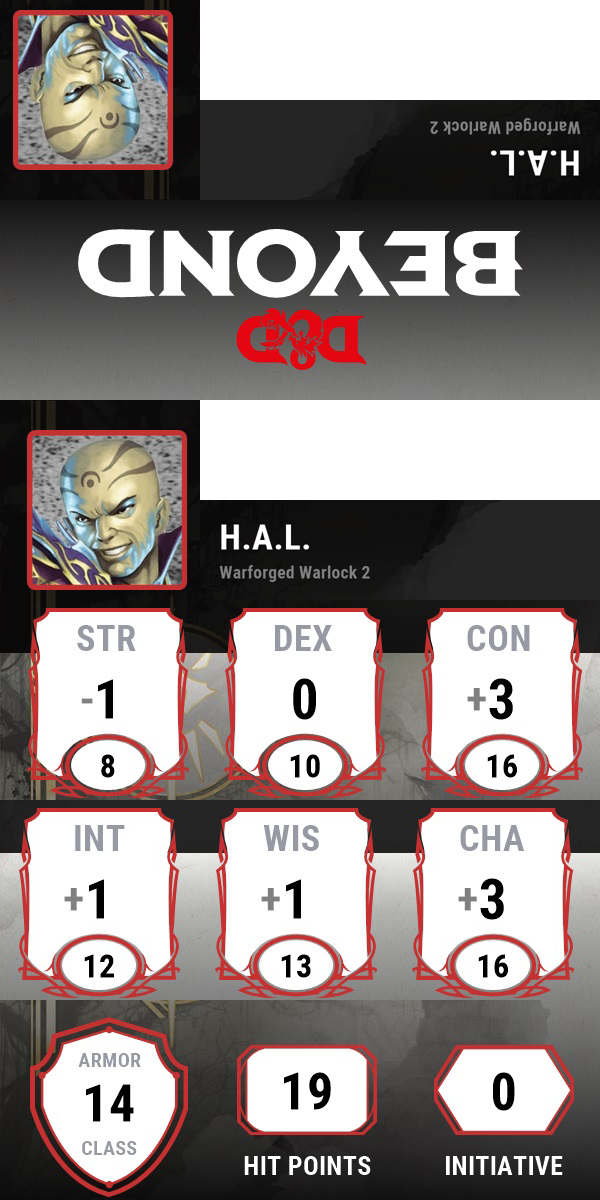 Warforged Warlock 2
H.A.L.
BEYOND
D&D
H.A.L.
Warforged Warlock 2
STR DEX CON
-1 0 +3
8 10 16
INT WIS CHA
+1 +1 +3
12 13 16
ARMOR
14 19 0
CLASS
HIT POINTS INITIATIVE